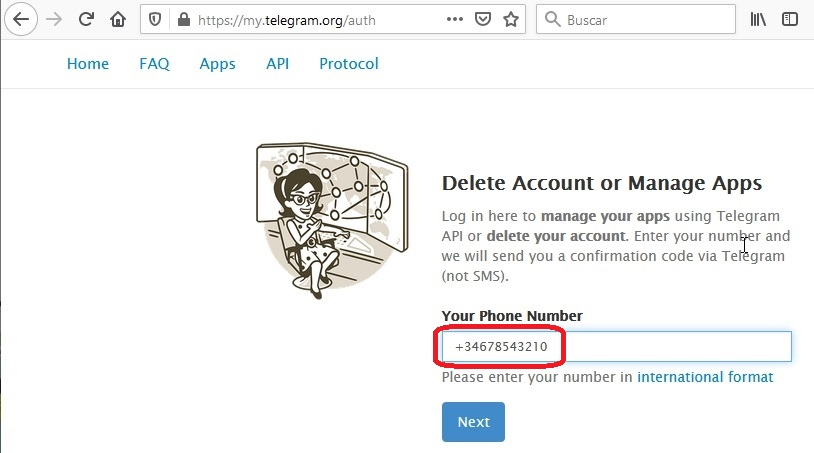 https://my.telegram.org/auth
Buscar
Home FAQ Apps API Protocol
Delete Account or Manage Apps
Log in here to manage your apps using Telegram
API or delete your account. Enter your number and
we will send you a confirmation code via Telegram
(not SMS).
Your Phone Number
+34678543210
Please enter your number in international format
Next